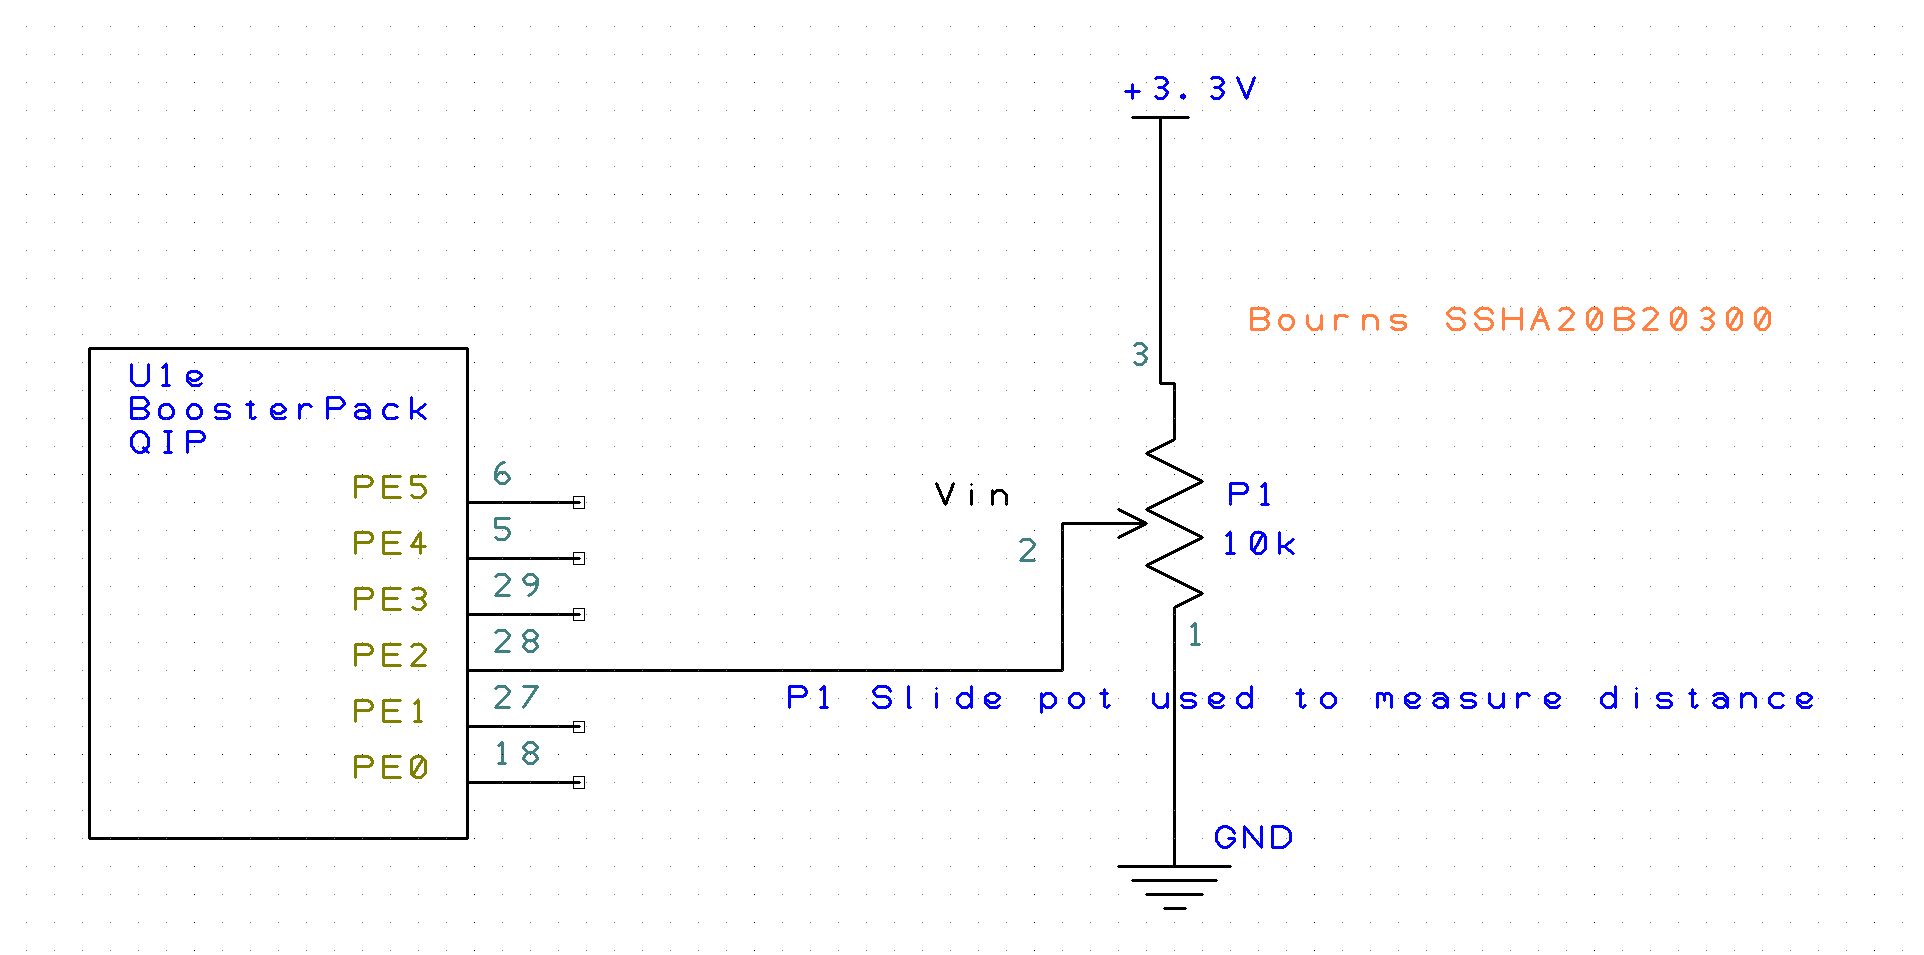 +3.3V
Bourns SSHA20B20300
3
U1e
BoosterPack
QIP
PE5 6
PE4 5
PE3 29
PE2 28
PE1 27
PE0 18
Vin
2
P1
10k
1
P1 Slide pot used to measure distance
GND